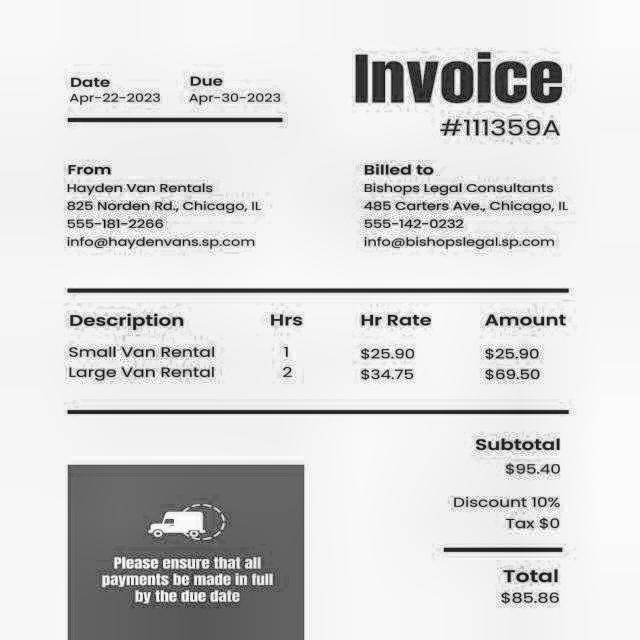 Invoice
#111359A
Date Due
Apr-22-2023 Apr-30-2023
From
Hayden Van Rentals
825 Norden Rd., Chicago, IL
555-181-2266
info@haydenvans.sp.com
Billed to
Bishops Legal Consultants
485 Carters Ave., Chicago, IL
555-142-0232
info@bishopslegal.sp.com
Description Hrs Hr Rate Amount
Small Van Rental 1 $25.90 $25.90
Large Van Rental 2 $34.75 $69.50
Subtotal
$95.40
Discount 10%
Tax $0
Total
$85.86
Please ensure that all
payments be made in full
by the due date